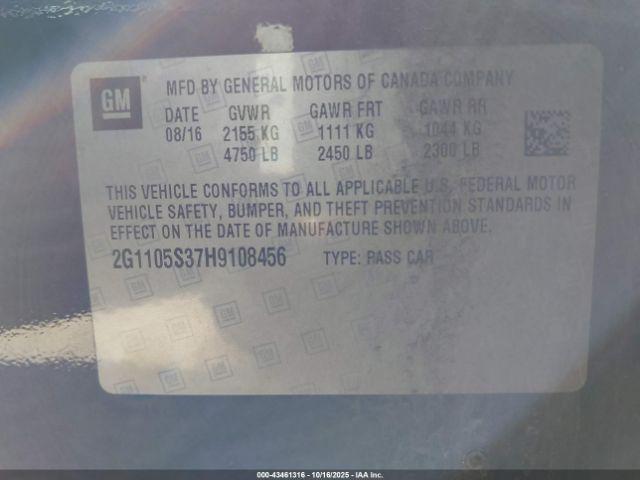 GM
MFD BY GENERAL MOTORS OF CANADA COMPANY
DATE GVWR GAWR FRT GAWR RR
08/16 2155 KG 1111 KG 1044 KG
4750 LB 2450 LB 2300 LB
THIS VEHICLE CONFORMS TO ALL APPLICABLE U.S. FEDERAL MOTOR
VEHICLE SAFETY, BUMPER, AND THEFT PREVENTION STANDARDS IN
EFFECT ON THE DATE OF MANUFACTURE SHOWN ABOVE.
2G1105S37H9108456 TYPE: PASS CAR
000-43461316 - 10/16/2025 - IAA Inc.